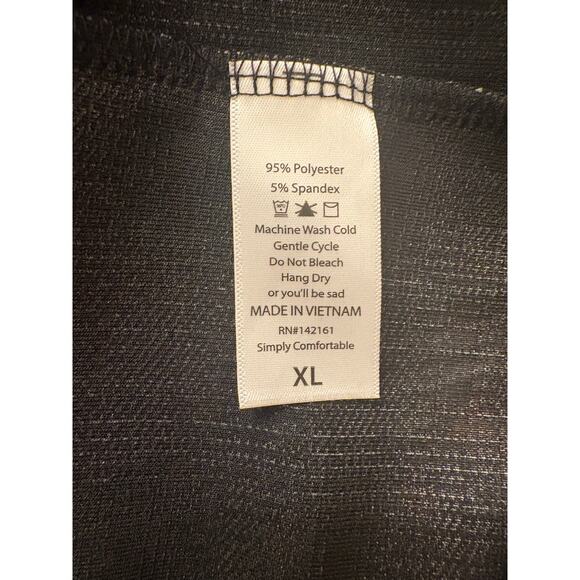 95% Polyester
5% Spandex
Machine Wash Cold
Gentle Cycle
Do Not Bleach
Hang Dry
or you'll be sad
MADE IN VIETNAM
RN#142161
Simply Comfortable
XL